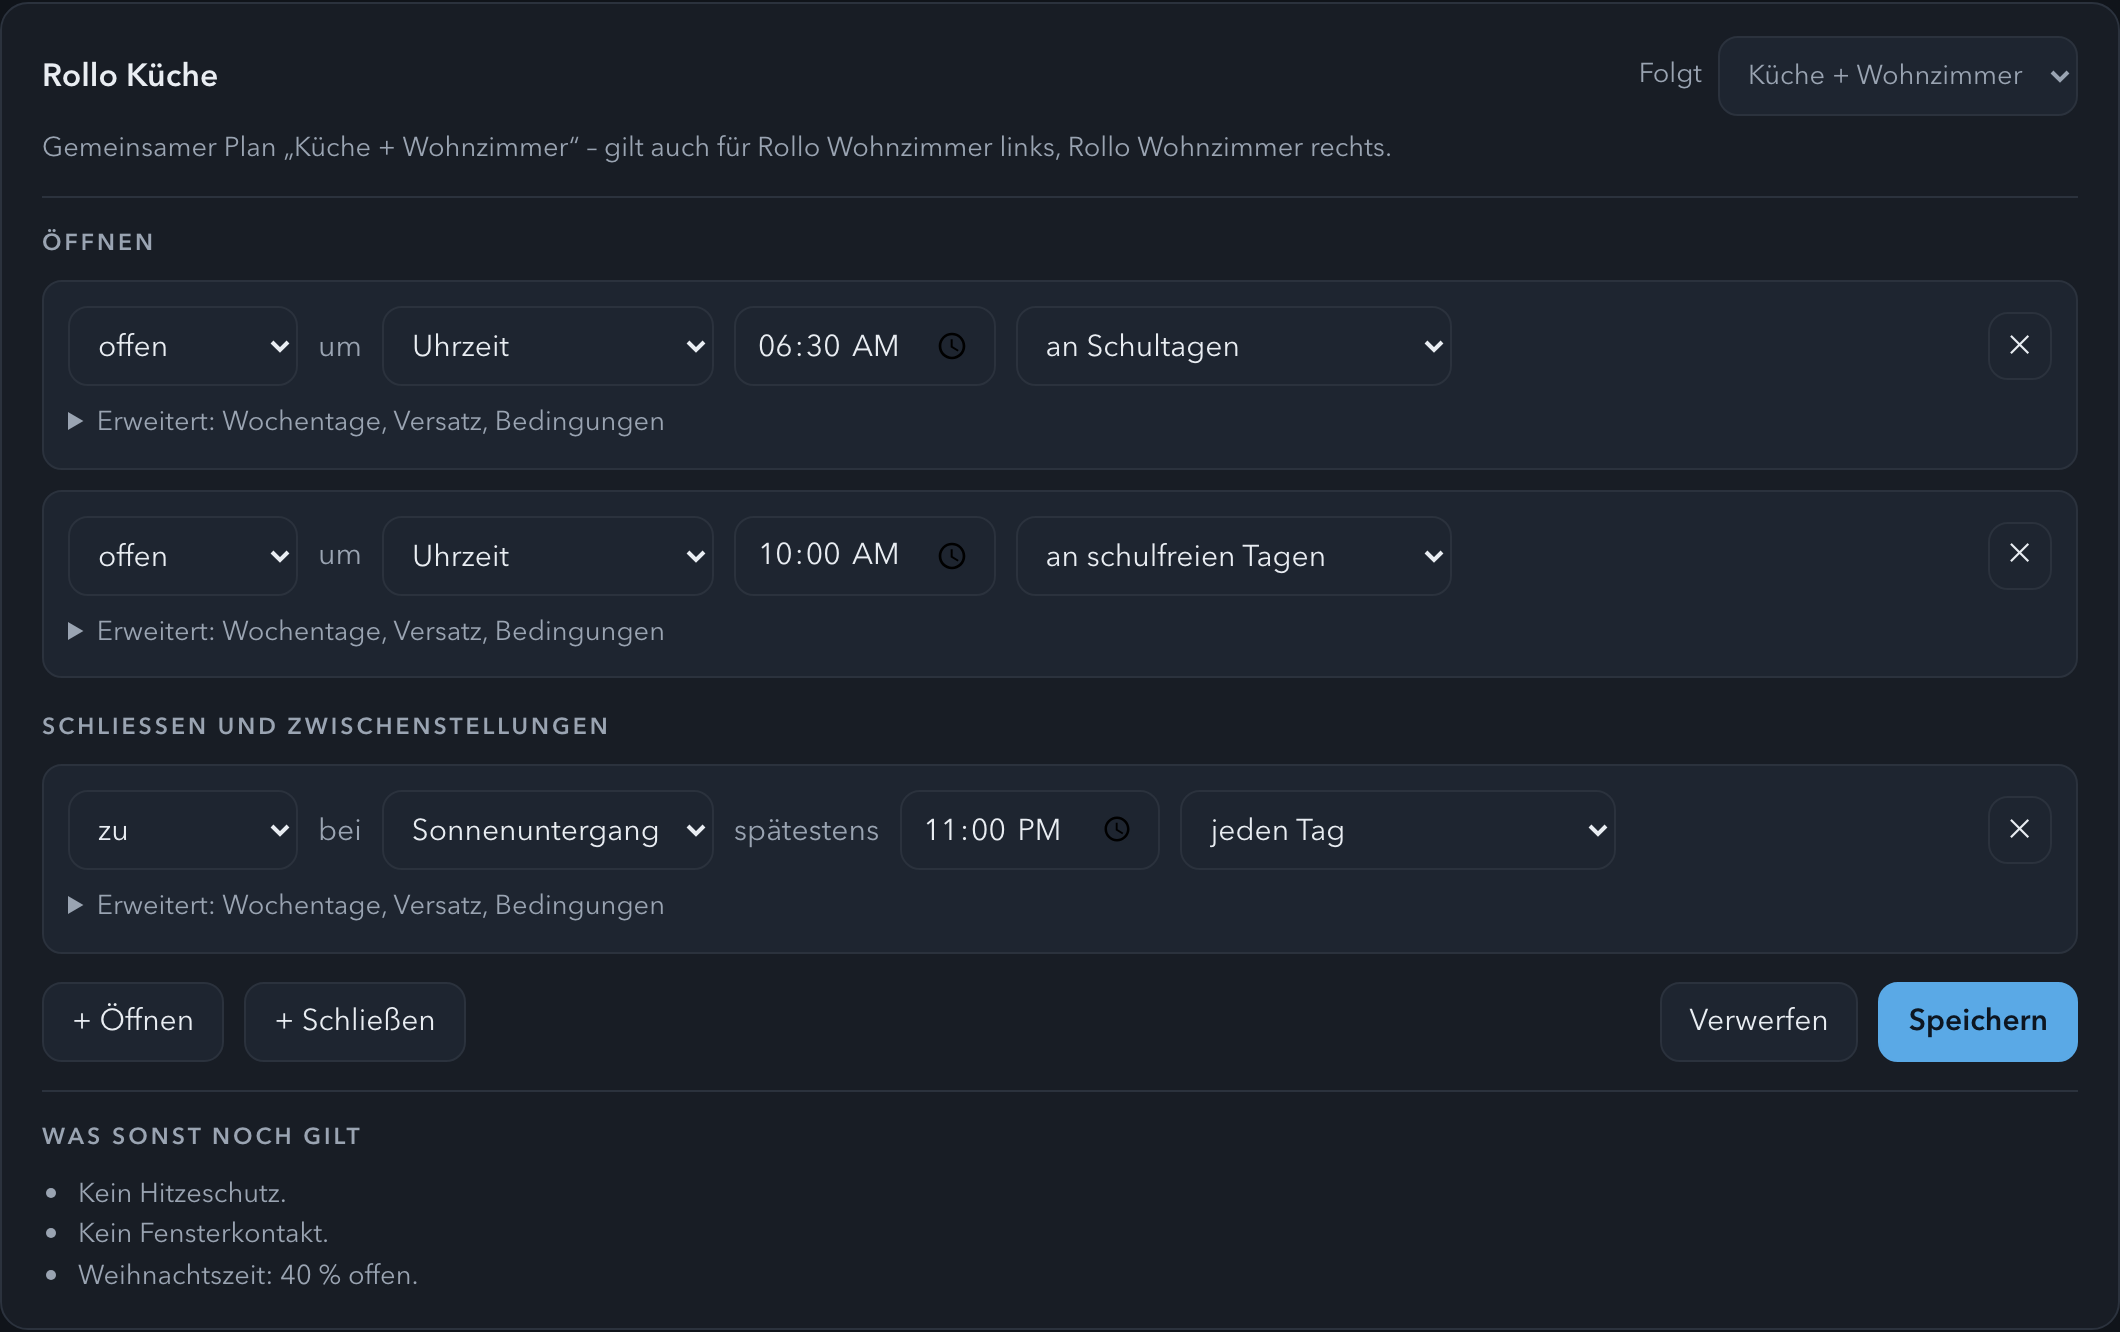 Rollo Küche
Folgt Küche + Wohnzimmer
Gemeinsamer Plan „Küche + Wohnzimmer“ – gilt auch für Rollo Wohnzimmer links, Rollo Wohnzimmer rechts.
ÖFFNEN
offen um Uhrzeit 06:30 AM an Schultagen ×
▶ Erweitert: Wochentage, Versatz, Bedingungen
offen um Uhrzeit 10:00 AM an schulfreien Tagen ×
▶ Erweitert: Wochentage, Versatz, Bedingungen
SCHLIESSEN UND ZWISCHENSTELLUNGEN
zu bei Sonnenuntergang spätestens 11:00 PM jeden Tag ×
▶ Erweitert: Wochentage, Versatz, Bedingungen
+ Öffnen + Schließen Verwerfen Speichern
WAS SONST NOCH GILT
• Kein Hitzeschutz.
• Kein Fensterkontakt.
• Weihnachtszeit: 40 % offen.